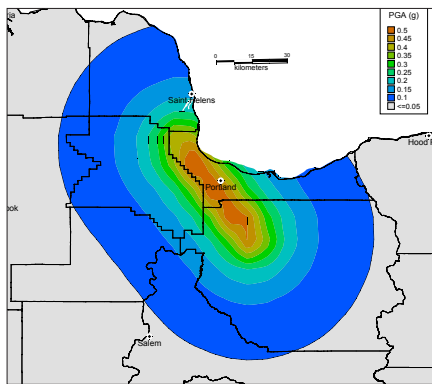 ia
PGA (g)
0.5
0.45
0.4
0.35
0.3
0.25
0.2
0.15
0.1
<=0.05
0 15 30
kilometers
Saint Helens
Hood R
Portland
ook
Salem